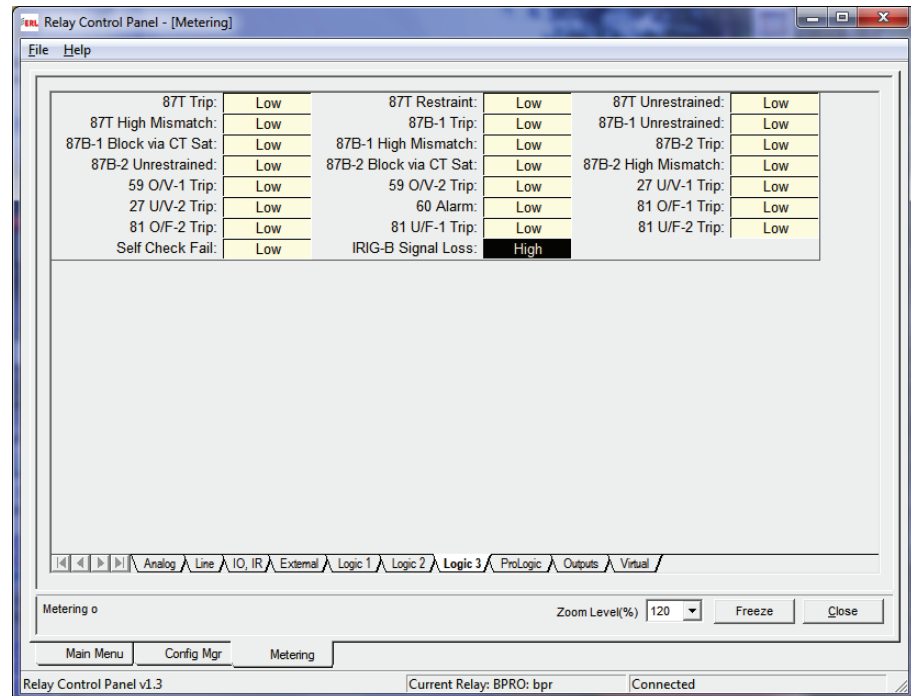 ERL Relay Control Panel - [Metering]
File Help
87T Trip: Low 87T Restraint: Low 87T Unrestrained: Low
87T High Mismatch: Low 87B-1 Trip: Low 87B-1 Unrestrained: Low
87B-1 Block via CT Sat: Low 87B-1 High Mismatch: Low 87B-2 Trip: Low
87B-2 Unrestrained: Low 87B-2 Block via CT Sat: Low 87B-2 High Mismatch: Low
59 O/V-1 Trip: Low 59 O/V-2 Trip: Low 27 U/V-1 Trip: Low
27 U/V-2 Trip: Low 60 Alarm: Low 81 O/F-1 Trip: Low
81 O/F-2 Trip: Low 81 U/F-1 Trip: Low 81 U/F-2 Trip: Low
Self Check Fail: Low IRIG-B Signal Loss: High
Analog Line IO, IR External Logic 1 Logic 2 Logic 3 ProLogic Outputs Virtual
Metering o Zoom Level(%) 120 Freeze Close
Main Menu Config Mgr Metering
Relay Control Panel v1.3 Current Relay: BPRO: bpr Connected